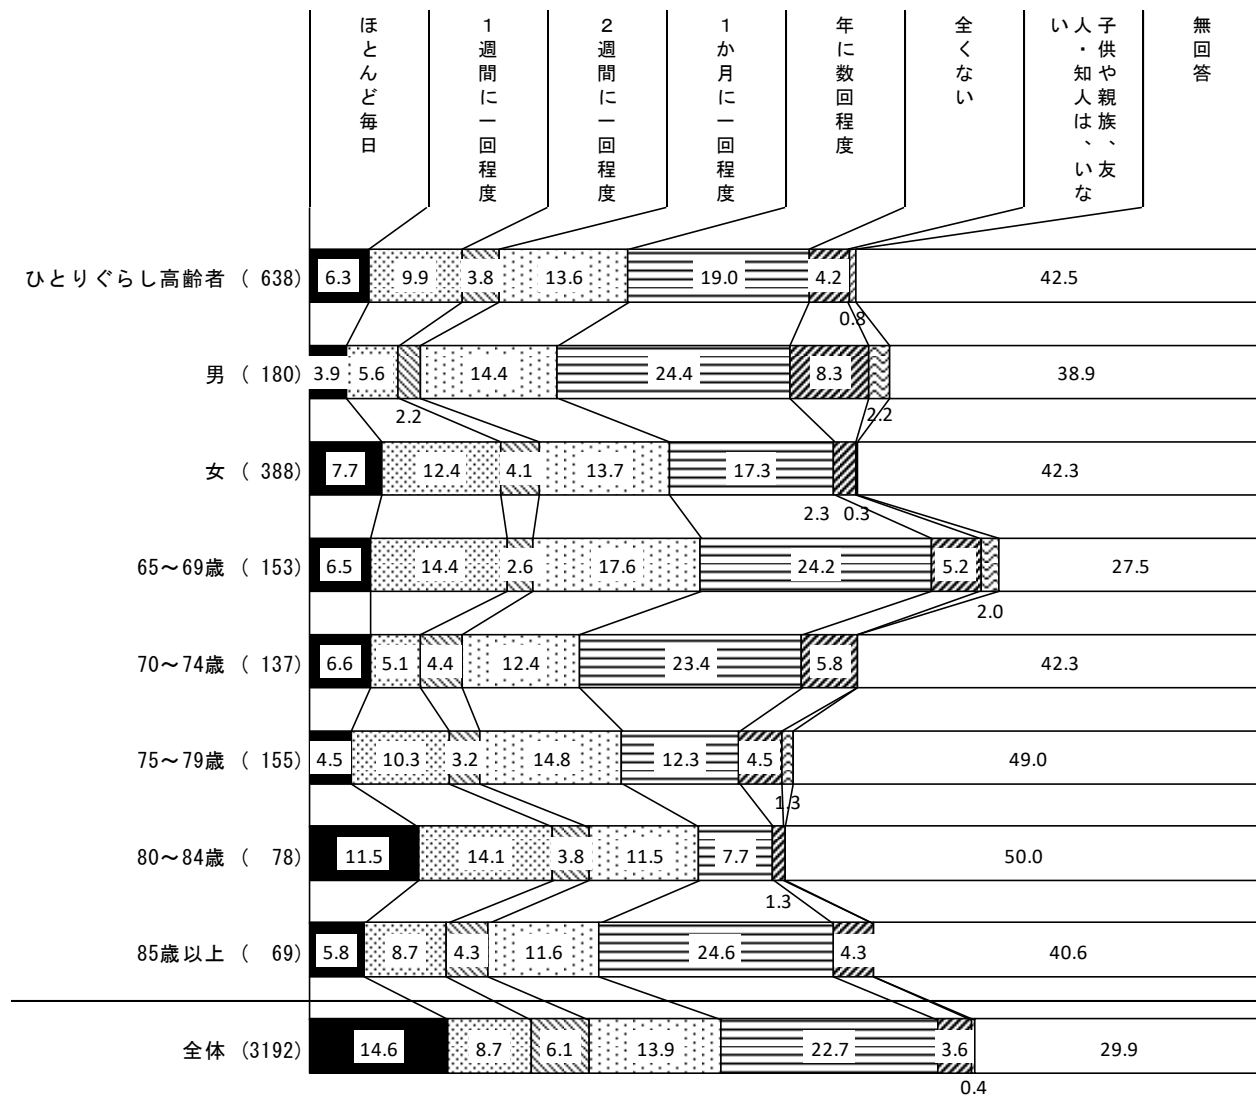 ほとんど毎日
１週間に一回程度
２週間に一回程度
１か月に一回程度
年に数回程度
全くない
子供や親族、友
人・知人は、いな
い
無回答
ひとりぐらし高齢者 ( 638) 6.3 9.9 3.8 13.6 19.0 4.2 42.5
0.8
男 ( 180) 3.9 5.6 14.4 24.4 8.3 38.9
2.2 2.2
女 ( 388) 7.7 12.4 4.1 13.7 17.3 42.3
2.3 0.3
65～69歳 ( 153) 6.5 14.4 2.6 17.6 24.2 5.2 27.5
2.0
70～74歳 ( 137) 6.6 5.1 4.4 12.4 23.4 5.8 42.3
75～79歳 ( 155) 4.5 10.3 3.2 14.8 12.3 4.5 49.0
1.3
80～84歳 ( 78) 11.5 14.1 3.8 11.5 7.7 50.0
1.3
85歳以上 ( 69) 5.8 8.7 4.3 11.6 24.6 4.3 40.6
全体 (3192) 14.6 8.7 6.1 13.9 22.7 3.6 29.9
0.4